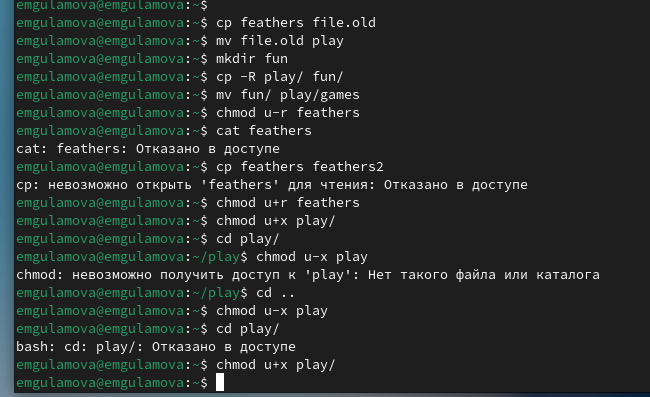 emgulamova@emgulamova:~$
emgulamova@emgulamova:~$ cp feathers file.old
emgulamova@emgulamova:~$ mv file.old play
emgulamova@emgulamova:~$ mkdir fun
emgulamova@emgulamova:~$ cp -R play/ fun/
emgulamova@emgulamova:~$ mv fun/ play/games
emgulamova@emgulamova:~$ chmod u-r feathers
emgulamova@emgulamova:~$ cat feathers
cat: feathers: Отказано в доступе
emgulamova@emgulamova:~$ cp feathers feathers2
cp: невозможно открыть 'feathers' для чтения: Отказано в доступе
emgulamova@emgulamova:~$ chmod u+r feathers
emgulamova@emgulamova:~$ chmod u+x play/
emgulamova@emgulamova:~$ cd play/
emgulamova@emgulamova:~/play$ chmod u-x play
chmod: невозможно получить доступ к 'play': Нет такого файла или каталога
emgulamova@emgulamova:~/play$ cd ..
emgulamova@emgulamova:~$ chmod u-x play
emgulamova@emgulamova:~$ cd play/
bash: cd: play/: Отказано в доступе
emgulamova@emgulamova:~$ chmod u+x play/
emgulamova@emgulamova:~$